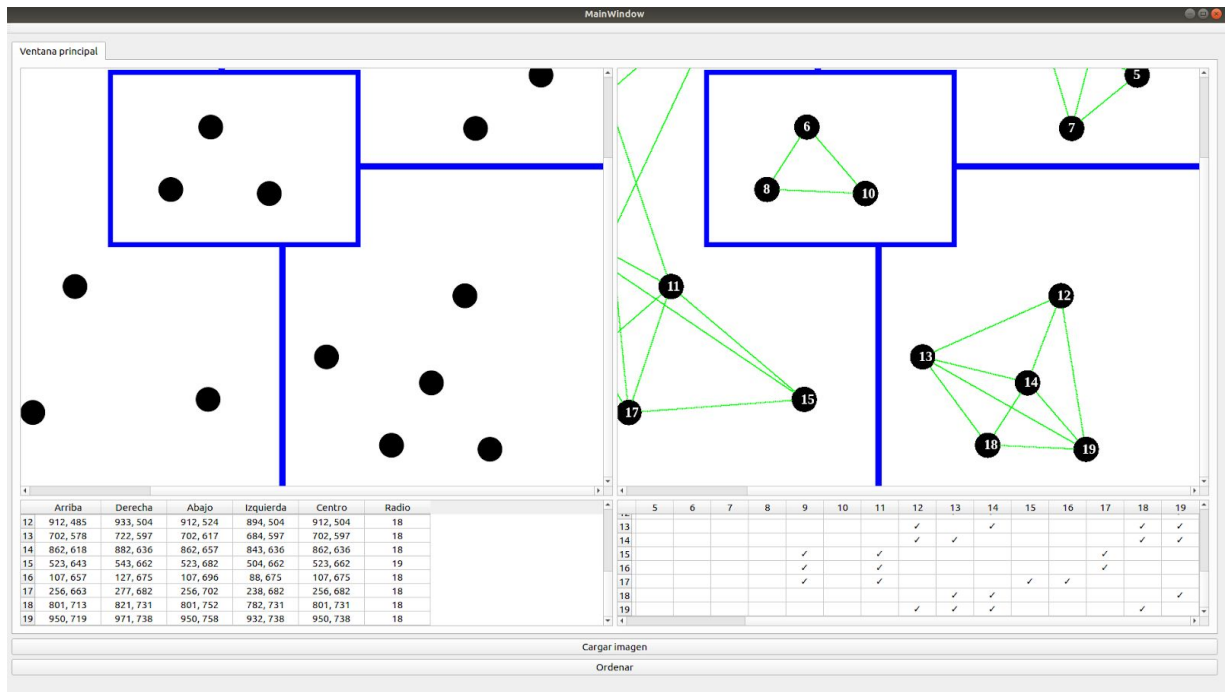 MainWindow
Ventana principal
5
6
7
8
10
11
12
13
14
15
17
18
19
Arriba Derecha Abajo Izquierda Centro Radio
12 912, 485 933, 504 912, 524 894, 504 912, 504 18
13 702, 578 722, 597 702, 617 684, 597 702, 597 18
14 862, 618 882, 636 862, 657 843, 636 862, 636 18
15 523, 643 543, 662 523, 682 504, 662 523, 662 19
16 107, 657 127, 675 107, 696 88, 675 107, 675 18
17 256, 663 277, 682 256, 702 238, 682 256, 682 18
18 801, 713 821, 731 801, 752 782, 731 801, 731 18
19 950, 719 971, 738 950, 758 932, 738 950, 738 18
5 6 7 8 9 10 11 12 13 14 15 16 17 18 19
12
13 ✓ ✓ ✓ ✓
14 ✓ ✓ ✓ ✓
15 ✓ ✓ ✓
16 ✓ ✓ ✓
17 ✓ ✓ ✓ ✓
18 ✓ ✓ ✓
19 ✓ ✓ ✓ ✓
Cargar imagen
Ordenar